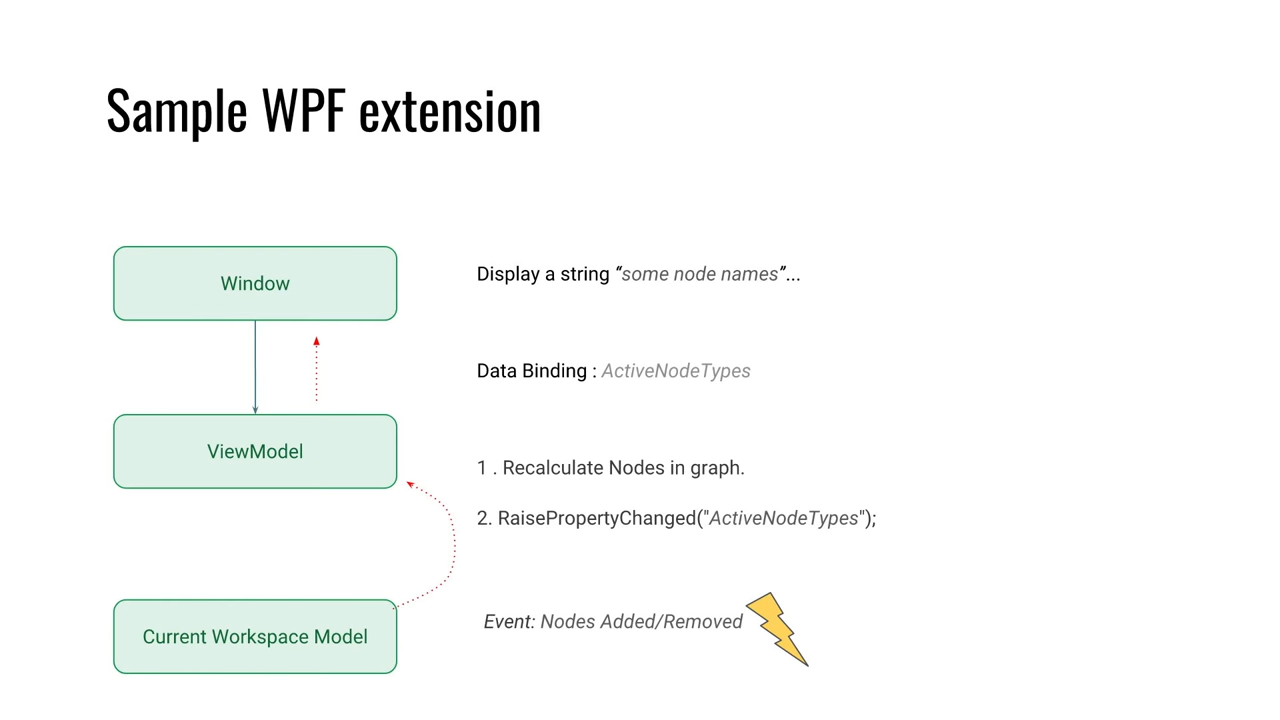 Sample WPF extension
Window
Display a string “some node names”...
Data Binding : ActiveNodeTypes
ViewModel
1 . Recalculate Nodes in graph.
2. RaisePropertyChanged("ActiveNodeTypes");
Event: Nodes Added/Removed
Current Workspace Model